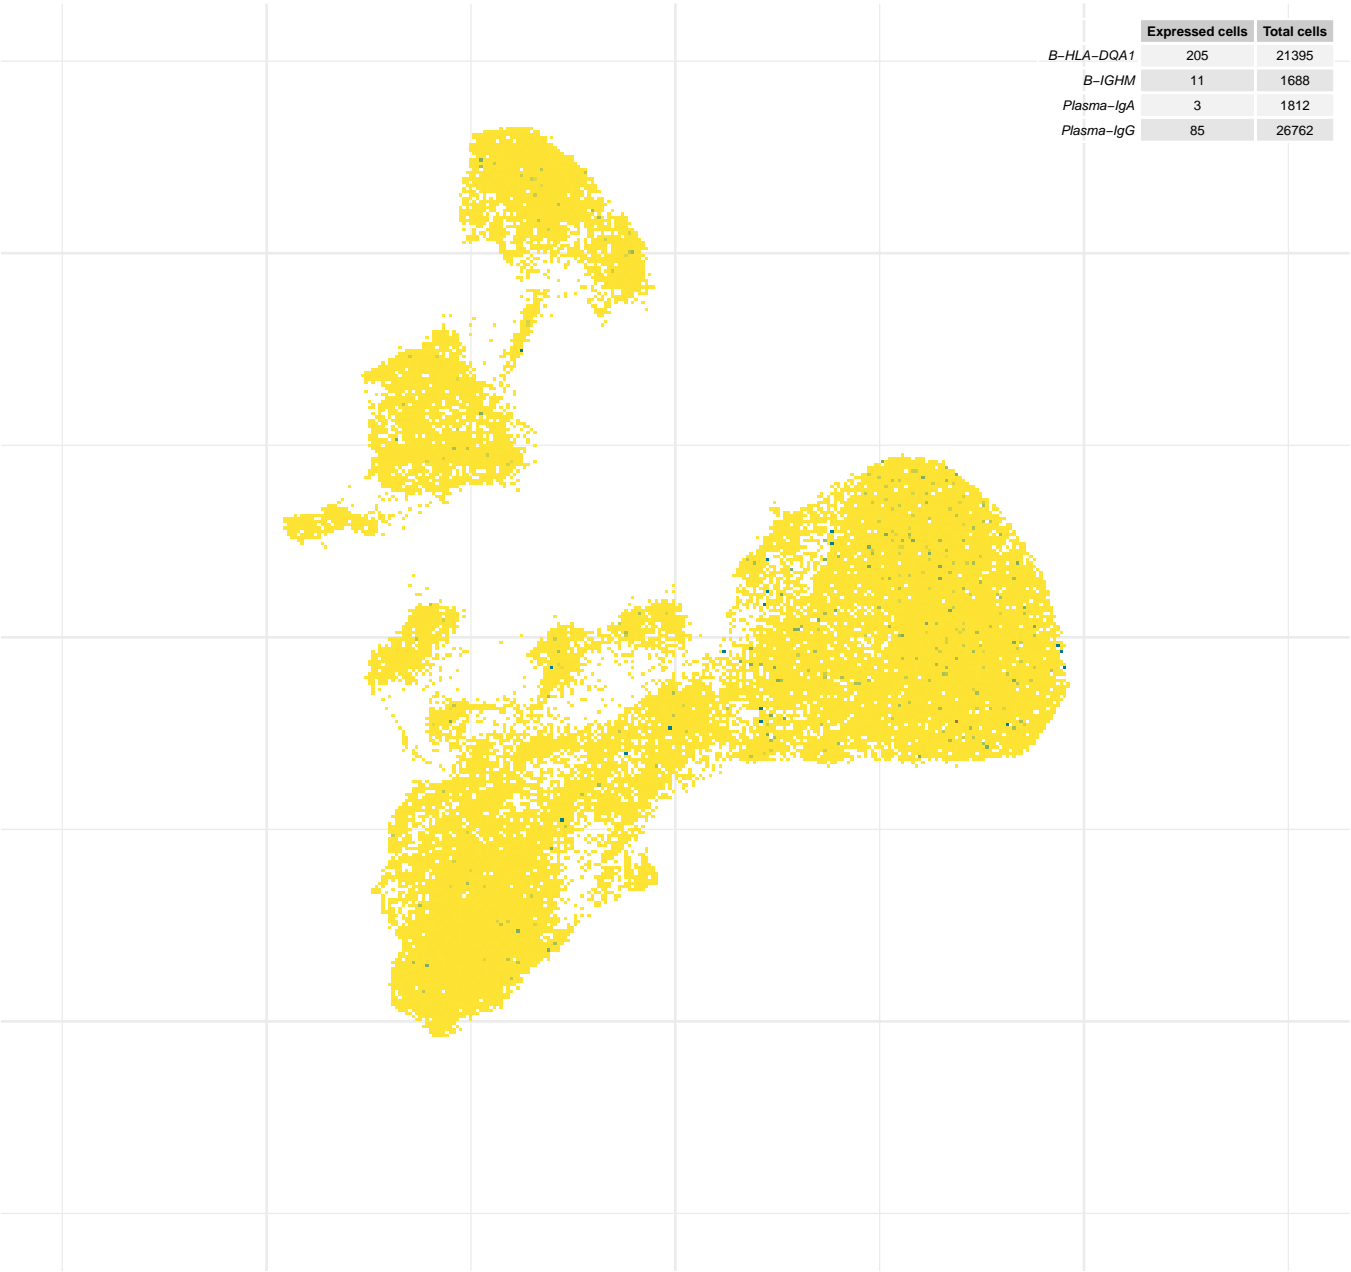 Expressed cells Total cells
B−HLA−DQA1 205 21395
B−IGHM 11 1688
Plasma−IgA 3 1812
Plasma−IgG 85 26762